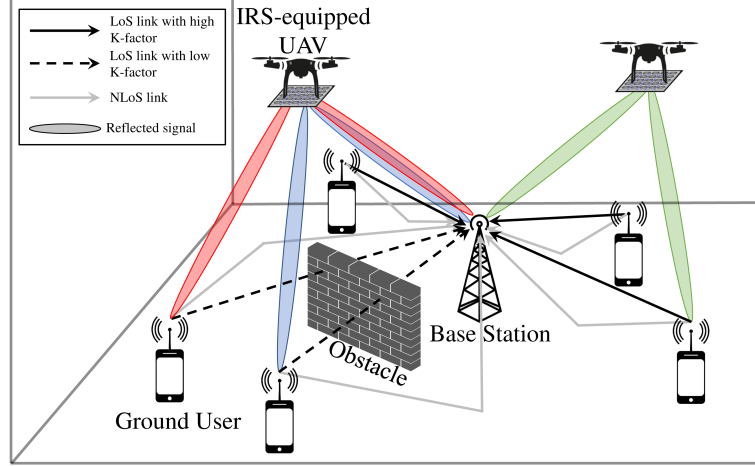 IRS-equipped
UAV
LoS link with high
K-factor
LoS link with low
K-factor
NLoS link
Reflected signal
Base Station
Obstacle
Ground User